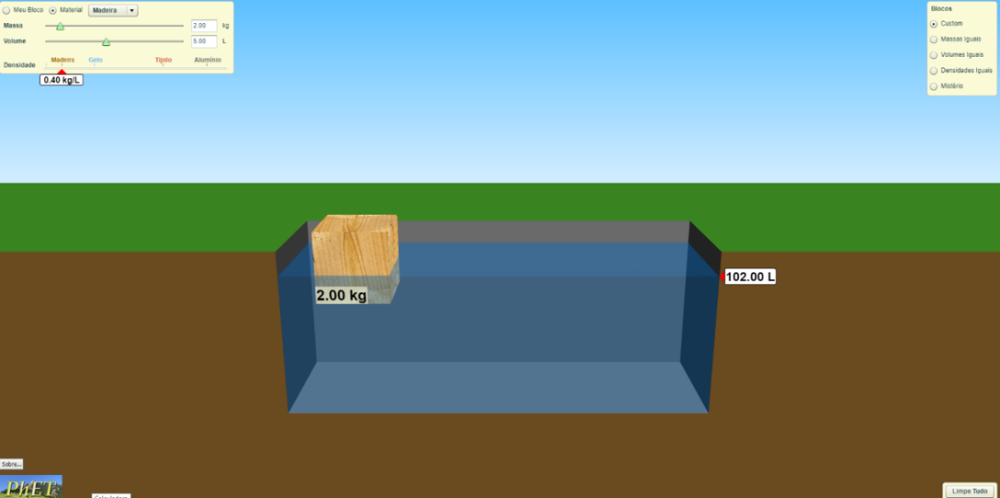 Meu Bloco Material Madeira
Massa 2.00 kg
Volume 5.00 L
Densidade Madeira Gelo Tijolo Alumínio
0.40 kg/L
Blocos
Custom
Massas Iguais
Volumes Iguais
Densidades Iguais
Mistério
2.00 kg
102.00 L
Sobre...
PhET
Calculadora
Limpe Tudo